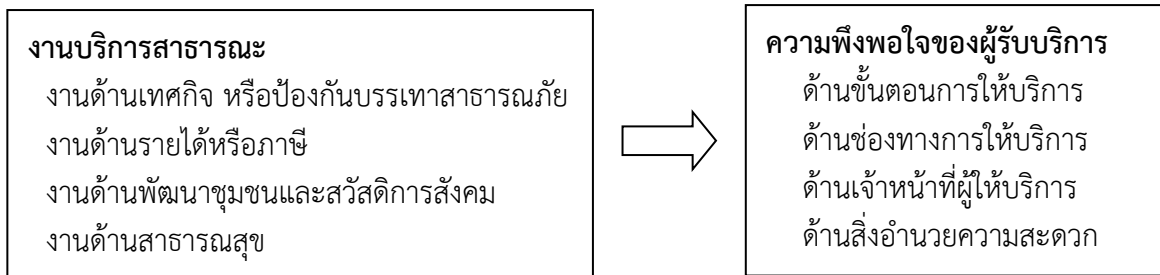 งานบริการสาธารณะ
งานด้านเทศกิจ หรือป้องกันบรรเทาสาธารณภัย
งานด้านรายได้หรือภาษี
งานด้านพัฒนาชุมชนและสวัสดิการสังคม
งานด้านสาธารณสุข
ความพึงพอใจของผู้รับบริการ
ด้านขั้นตอนการให้บริการ
ด้านช่องทางการให้บริการ
ด้านเจ้าหน้าที่ผู้ให้บริการ
ด้านสิ่งอำนวยความสะดวก